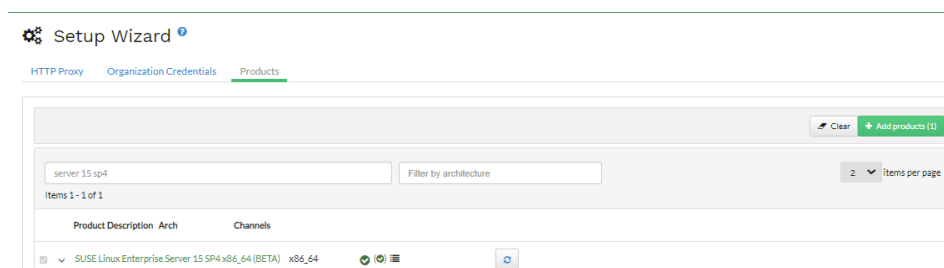 Setup Wizard ?
HTTP Proxy Organization Credentials Products
Clear + Add products (1)
server 15 sp4 Filter by architecture 2 items per page
Items 1 - 1 of 1
Product Description Arch Channels
SUSE Linux Enterprise Server 15 SP4 x86_64 (BETA) x86_64